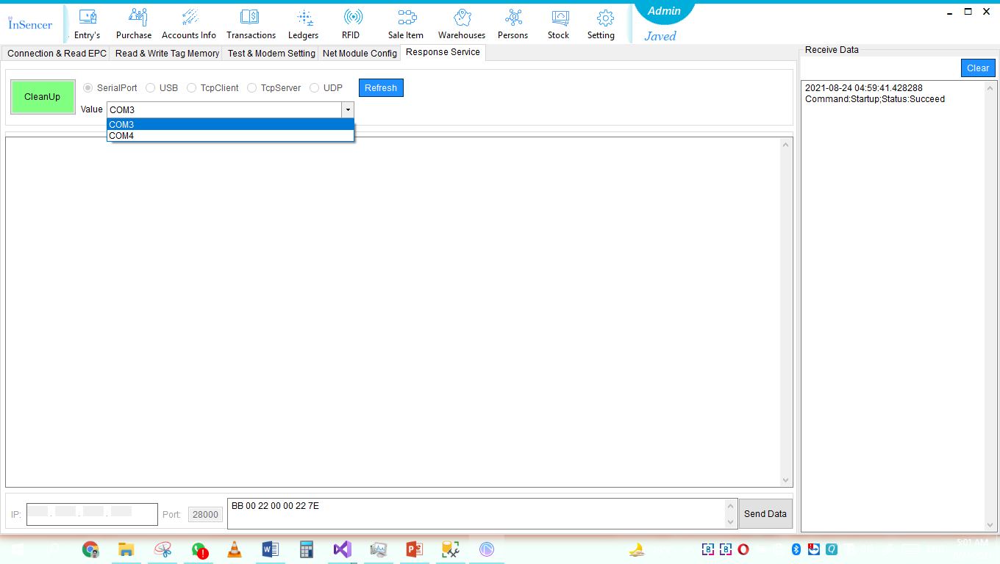 InSencer
Entry's Purchase Accounts Info Transactions Ledgers RFID Sale Item Warehouses Persons Stock Setting
Admin
Javed
Connection & Read EPC Read & Write Tag Memory Test & Modem Setting Net Module Config Response Service
CleanUp
SerialPort USB TcpClient TcpServer UDP Refresh
Value COM3
COM3
COM4
IP: . . . Port: 28000
BB 00 22 00 00 22 7E
Send Data
Receive Data
Clear
2021-08-24 04:59:41.428288
Command:Startup;Status:Succeed
5:01 AM